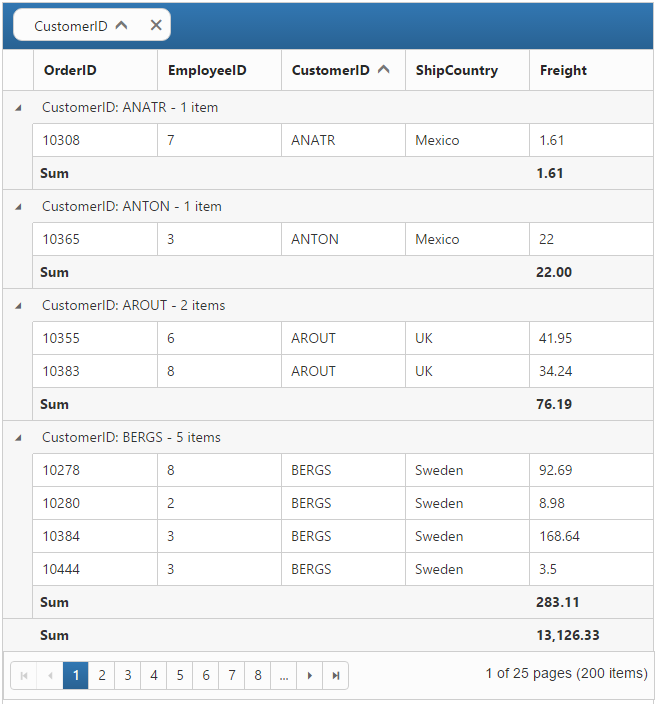 CustomerID
OrderID EmployeeID CustomerID ShipCountry Freight
CustomerID: ANATR - 1 item
10308 7 ANATR Mexico 1.61
Sum 1.61
CustomerID: ANTON - 1 item
10365 3 ANTON Mexico 22
Sum 22.00
CustomerID: AROUT - 2 items
10355 6 AROUT UK 41.95
10383 8 AROUT UK 34.24
Sum 76.19
CustomerID: BERGS - 5 items
10278 8 BERGS Sweden 92.69
10280 2 BERGS Sweden 8.98
10384 3 BERGS Sweden 168.64
10444 3 BERGS Sweden 3.5
Sum 283.11
Sum 13,126.33
1 2 3 4 5 6 7 8 ... 1 of 25 pages (200 items)